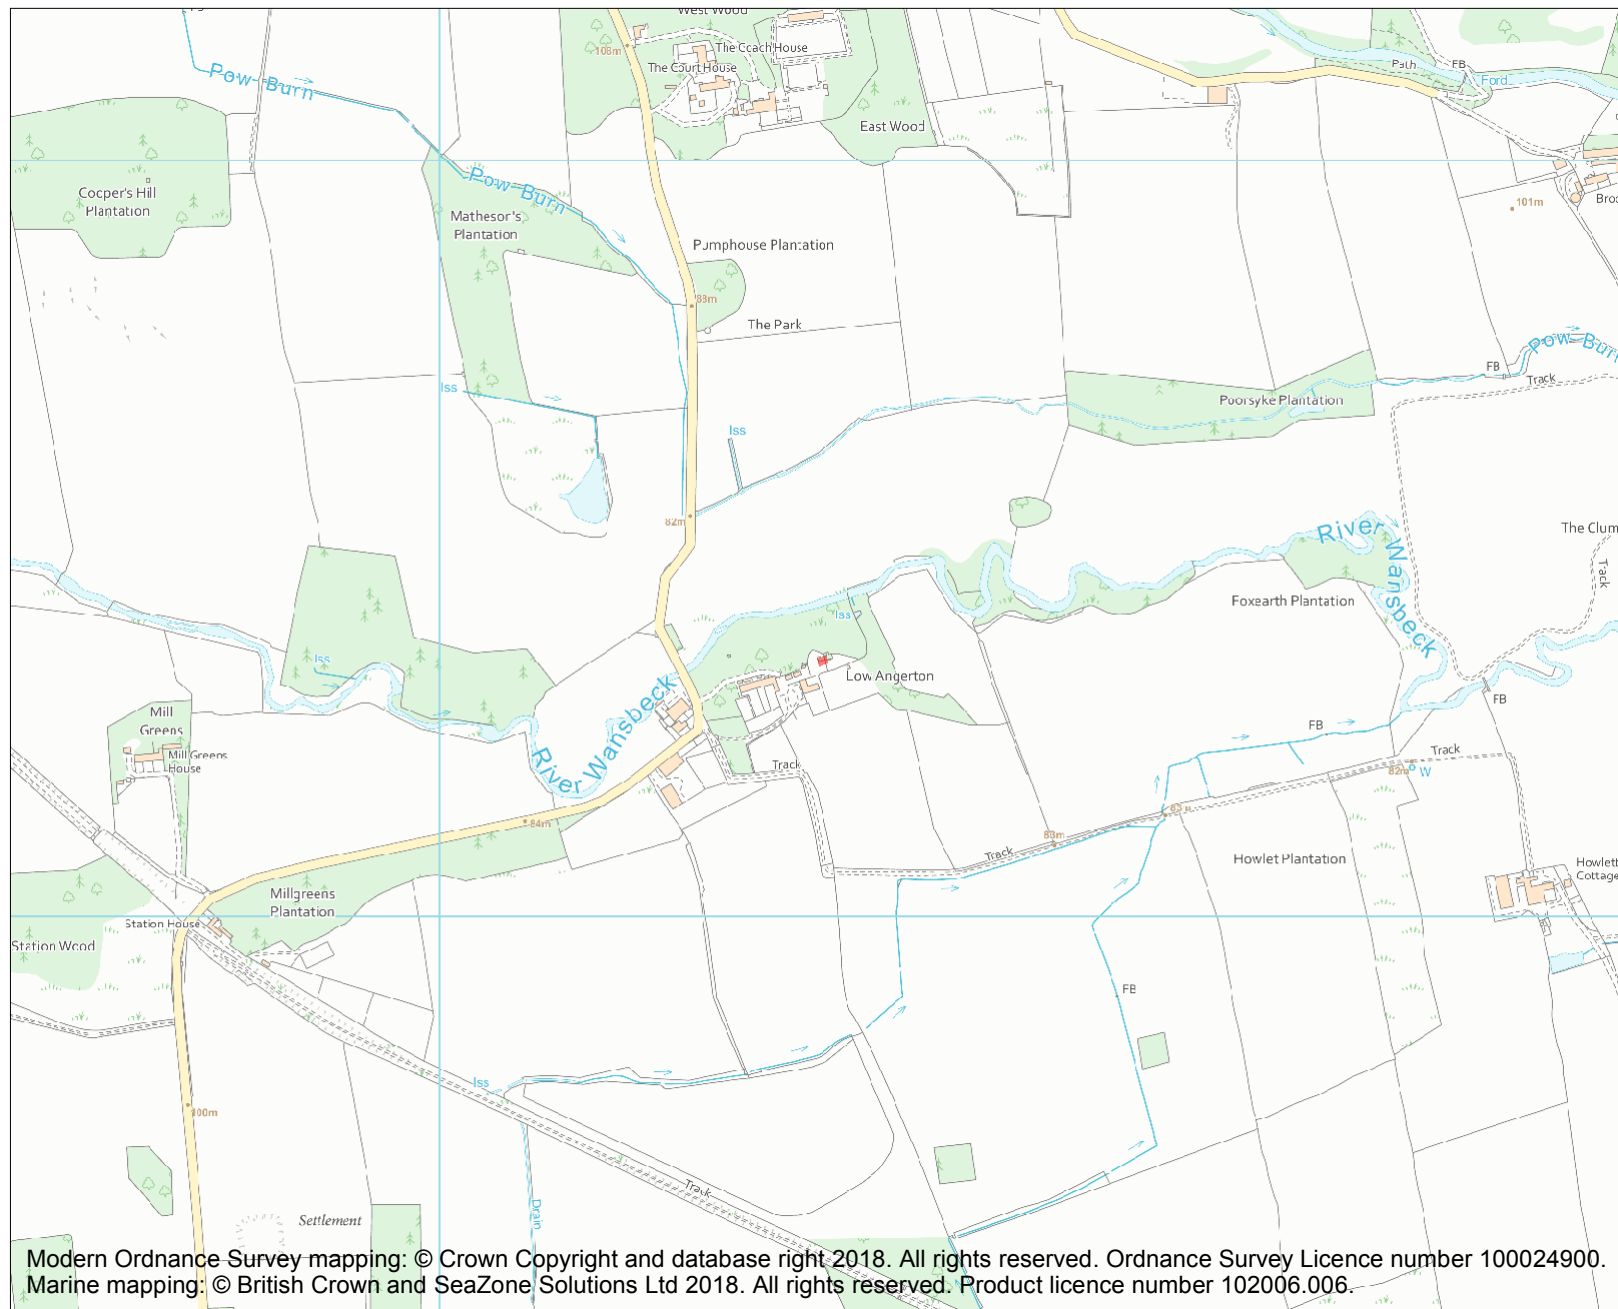 West Wood
108m
The Coach House
The Court House
Path
FB
Ford
Pow Burn
East Wood
Cooper's Hill
Plantation
Pow Burn
Matheson's
Plantation
101m
Pumphouse Plantation
88m
The Park
Pow Burn
FB
Track
Iss
Poorsyke Plantation
Iss
82m
River Wansbeck
The Clum
Track
Foxearth Plantation
Iss
Iss
Low Angerton
River Wansbeck
Mill
Greens
Mill Greens
House
FB
FB
Track
Track
82m
W
84m
83m
Track
Howlet Plantation
Howlett
Cottage
Millgreens
Plantation
Station House
Station Wood
FB
Iss
100m
Track
Drain
Settlement
Modern Ordnance Survey mapping: © Crown Copyright and database right 2018. All rights reserved. Ordnance Survey Licence number 100024900.
Marine mapping: © British Crown and SeaZone Solutions Ltd 2018. All rights reserved. Product licence number 102006.006.